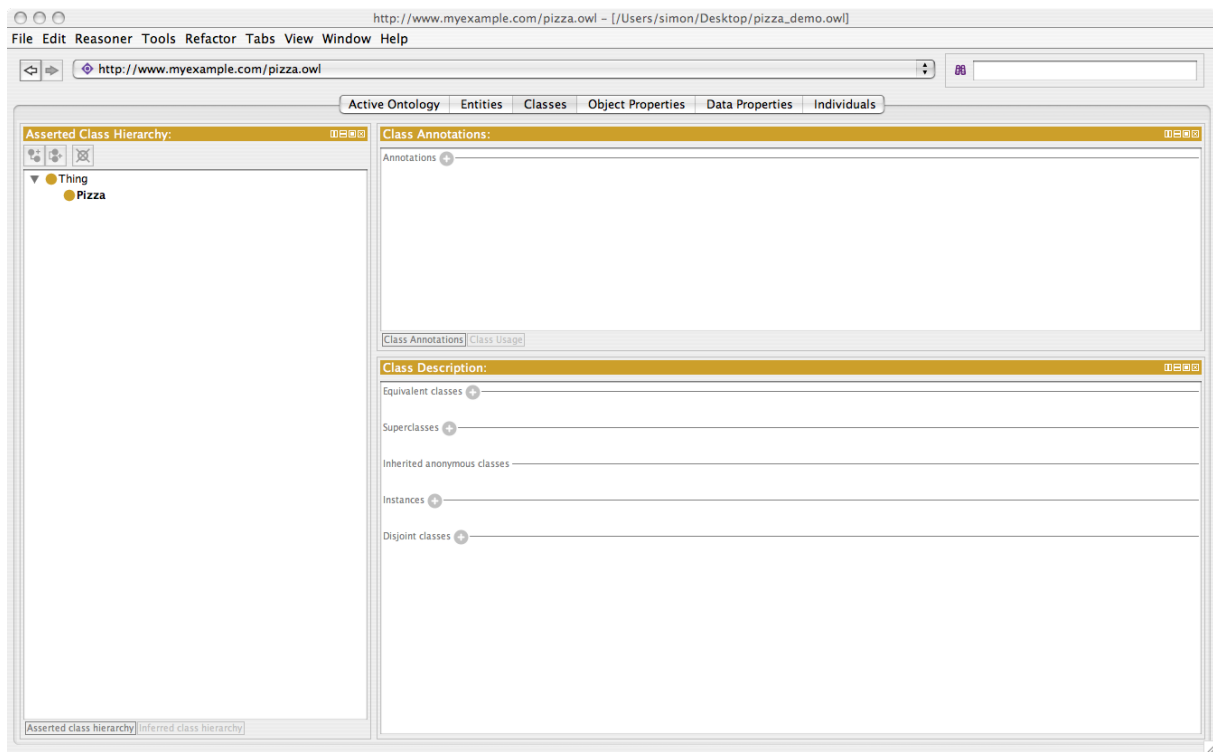 http://www.myexample.com/pizza.owl – [/Users/simon/Desktop/pizza_demo.owl]
File Edit Reasoner Tools Refactor Tabs View Window Help
http://www.myexample.com/pizza.owl
Active Ontology Entities Classes Object Properties Data Properties Individuals
Asserted Class Hierarchy:
Thing
Pizza
Asserted class hierarchy Inferred class hierarchy
Class Annotations:
Annotations
Class Annotations Class Usage
Class Description:
Equivalent classes
Superclasses
Inherited anonymous classes
Instances
Disjoint classes